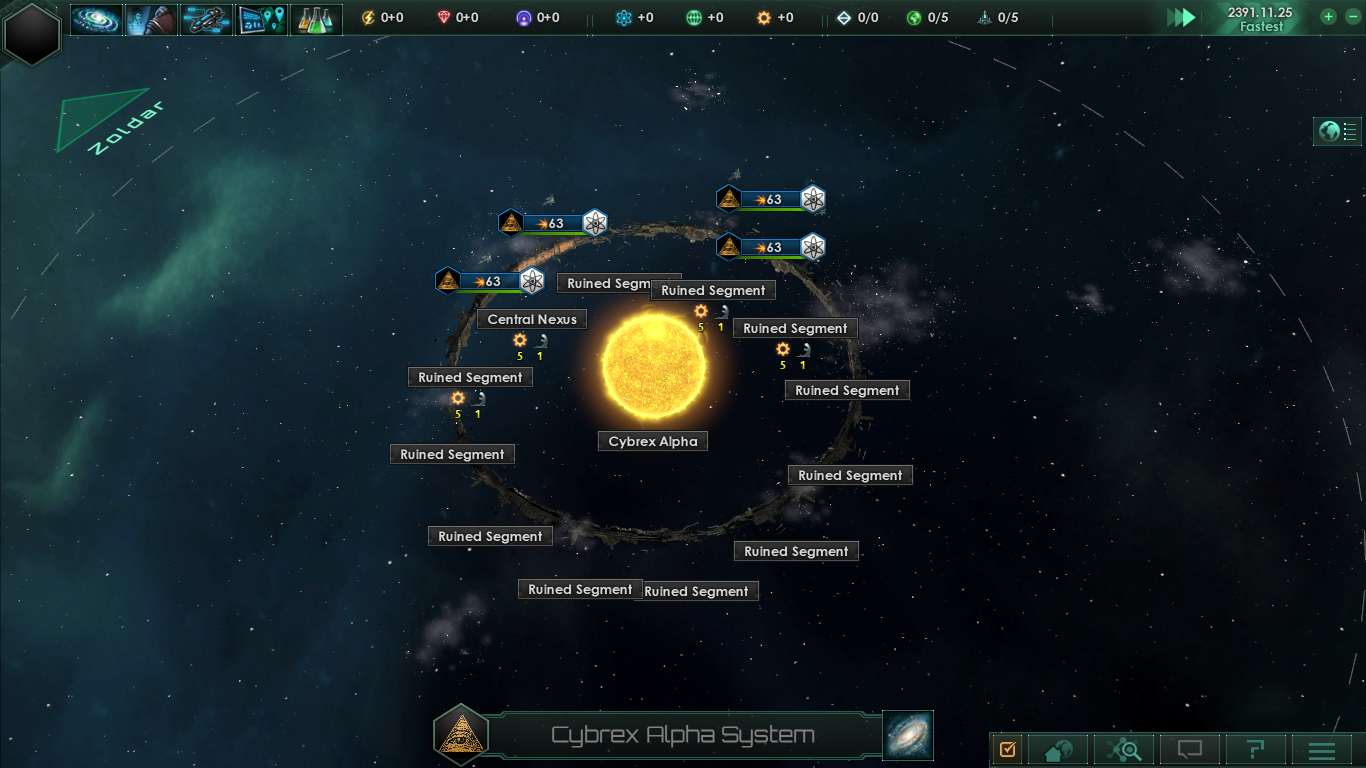 0+0 0+0 0+0 +0 +0 +0 0/0 0/5 0/5
2391.11.25
Fastest
Zoldar
63
63
63
63
Ruined Segm
Ruined Segment
Central Nexus
Ruined Segment
5 1
5 1
5 1
Ruined Segment
Ruined Segment
5 1
Cybrex Alpha
Ruined Segment
Ruined Segment
Ruined Segment
Ruined Segment
Ruined Segment
Ruined Segment
Cybrex Alpha System